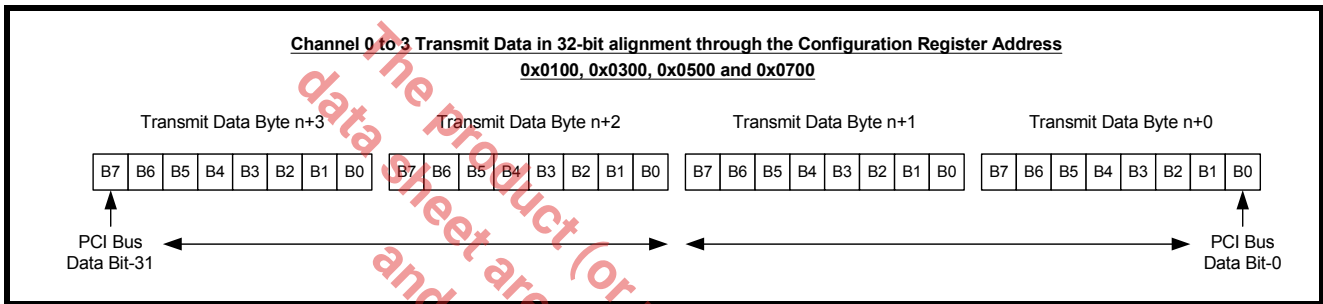 Channel 0 to 3 Transmit Data in 32-bit alignment through the Configuration Register Address
0x0100, 0x0300, 0x0500 and 0x0700
Transmit Data Byte n+3 Transmit Data Byte n+2 Transmit Data Byte n+1 Transmit Data Byte n+0
B7 B6 B5 B4 B3 B2 B1 B0 B7 B6 B5 B4 B3 B2 B1 B0 B7 B6 B5 B4 B3 B2 B1 B0 B7 B6 B5 B4 B3 B2 B1 B0
PCI Bus
Data Bit-31
PCI Bus
Data Bit-0
The product (or
data sheet are
and